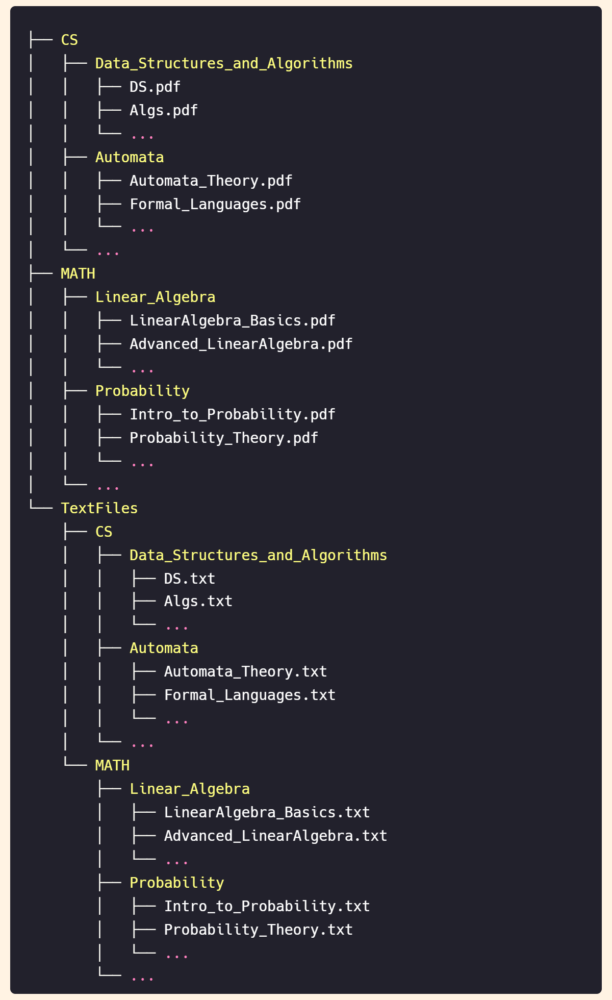 ├── CS
│   ├── Data_Structures_and_Algorithms
│   │   ├── DS.pdf
│   │   ├── Algs.pdf
│   │   └── ...
│   ├── Automata
│   │   ├── Automata_Theory.pdf
│   │   ├── Formal_Languages.pdf
│   │   └── ...
│   └── ...
├── MATH
│   ├── Linear_Algebra
│   │   ├── LinearAlgebra_Basics.pdf
│   │   ├── Advanced_LinearAlgebra.pdf
│   │   └── ...
│   ├── Probability
│   │   ├── Intro_to_Probability.pdf
│   │   ├── Probability_Theory.pdf
│   │   └── ...
│   └── ...
└── TextFiles
    ├── CS
    │   ├── Data_Structures_and_Algorithms
    │   │   ├── DS.txt
    │   │   ├── Algs.txt
    │   │   └── ...
    │   ├── Automata
    │   │   ├── Automata_Theory.txt
    │   │   ├── Formal_Languages.txt
    │   │   └── ...
    │   └── ...
    └── MATH
        ├── Linear_Algebra
        │   ├── LinearAlgebra_Basics.txt
        │   ├── Advanced_LinearAlgebra.txt
        │   └── ...
        ├── Probability
        │   ├── Intro_to_Probability.txt
        │   ├── Probability_Theory.txt
        │   └── ...
        └── ...